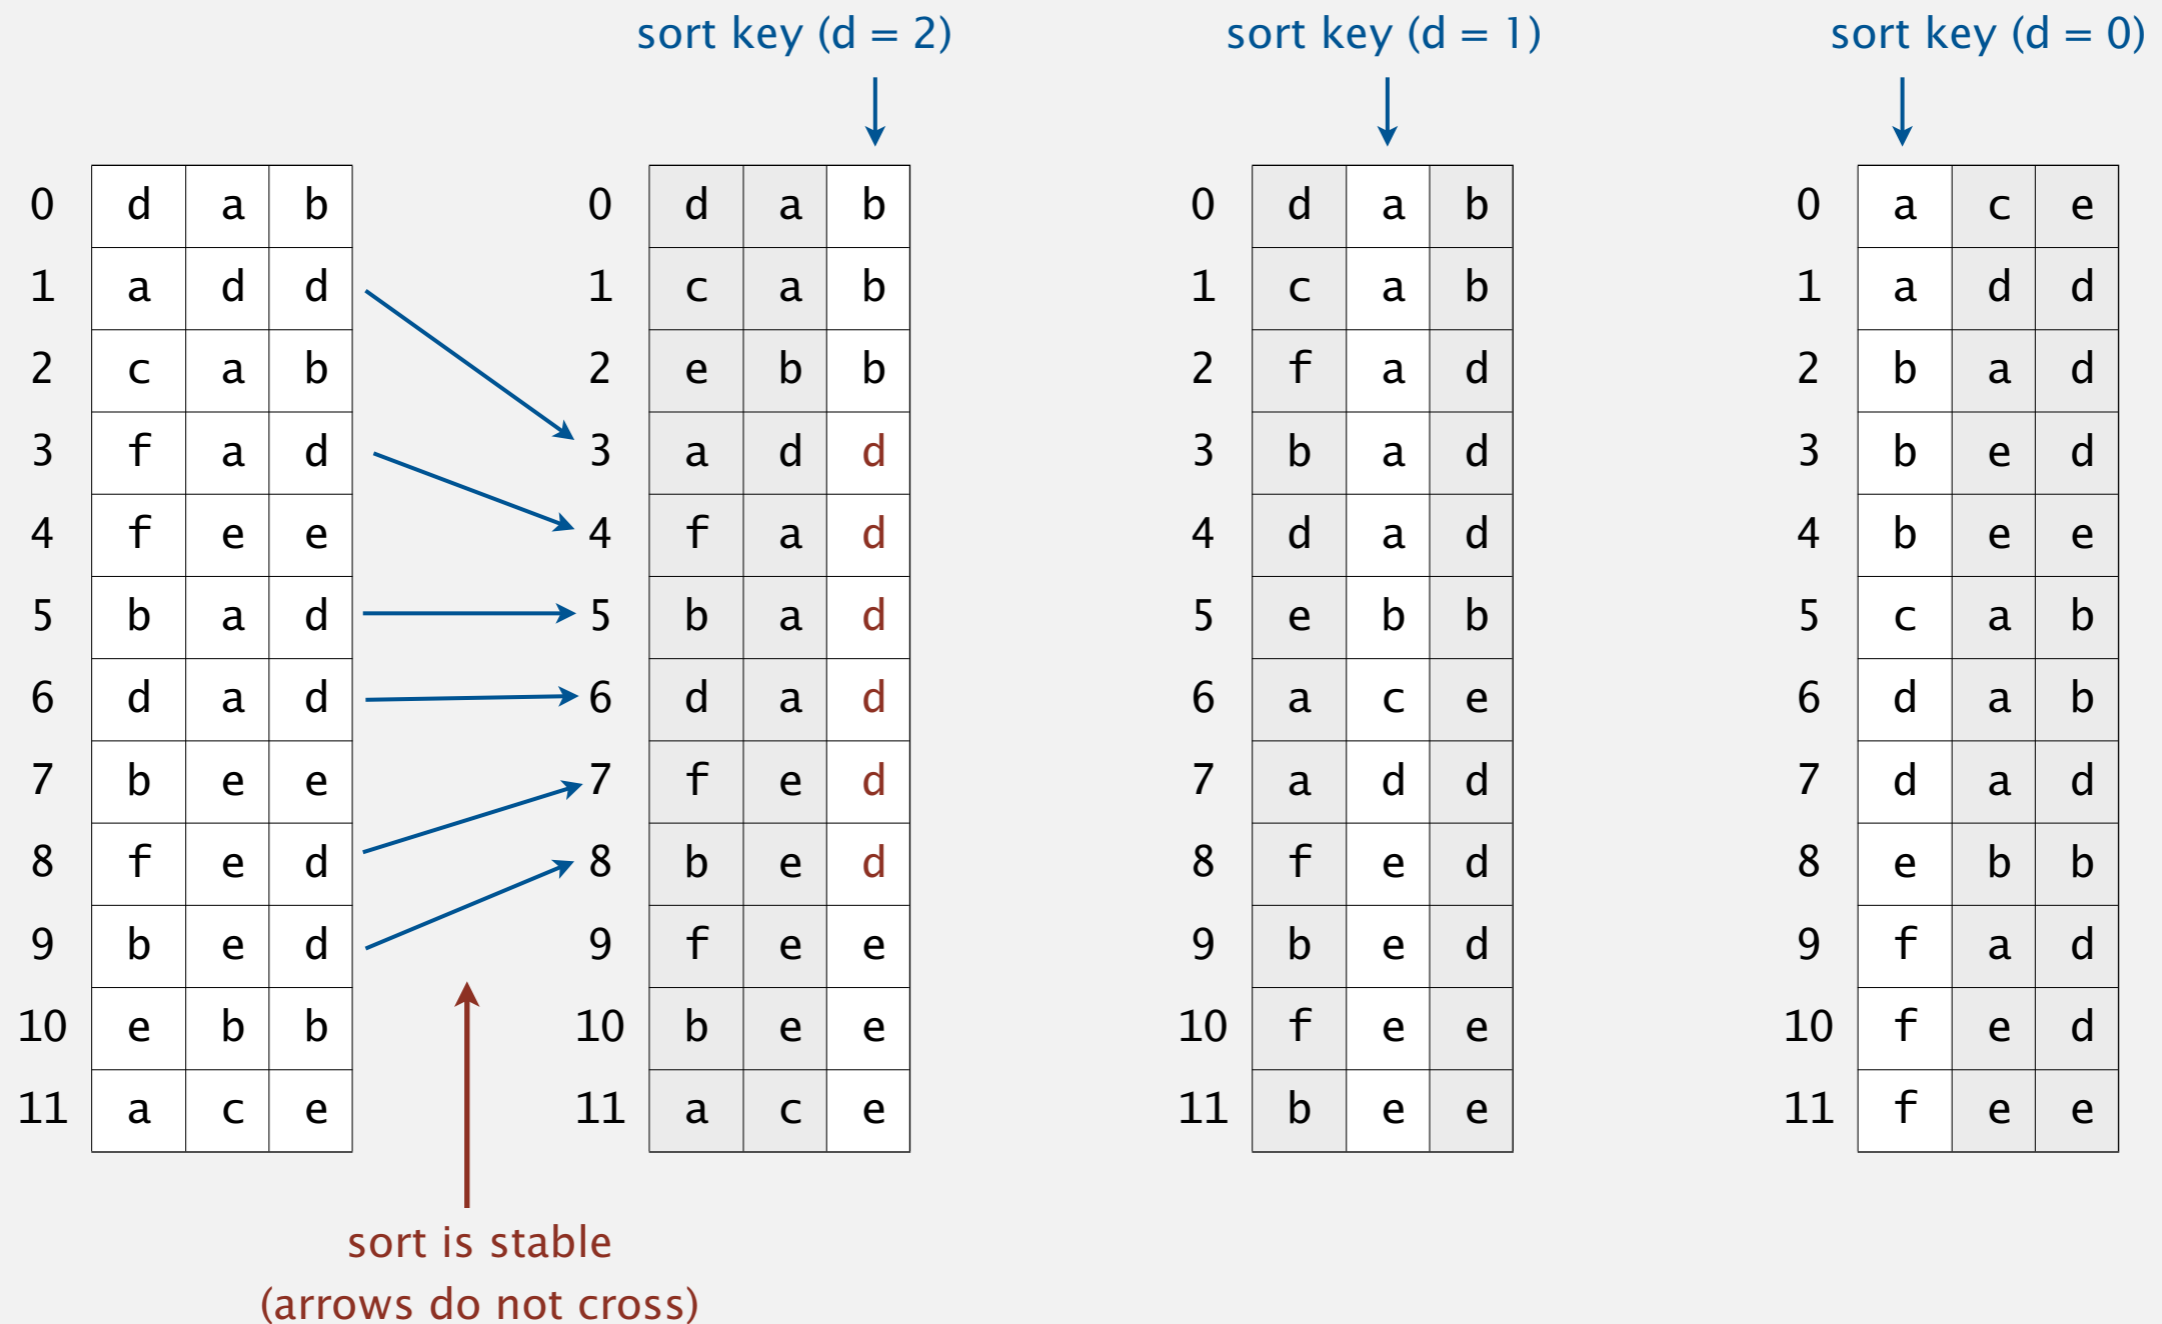 sort key (d = 2) sort key (d = 1) sort key (d = 0)
0 d a b 0 d a b 0 d a b 0 a c e
1 a d d 1 c a b 1 c a b 1 a d d
2 c a b 2 e b b 2 f a d 2 b a d
3 f a d 3 a d d 3 b a d 3 b e d
4 f e e 4 f a d 4 d a d 4 b e e
5 b a d 5 b a d 5 e b b 5 c a b
6 d a d 6 d a d 6 a c e 6 d a b
7 b e e 7 f e d 7 a d d 7 d a d
8 f e d 8 b e d 8 f e d 8 e b b
9 b e d 9 f e e 9 b e d 9 f a d
10 e b b 10 b e e 10 f e e 10 f e d
11 a c e 11 a c e 11 b e e 11 f e e
sort is stable
(arrows do not cross)